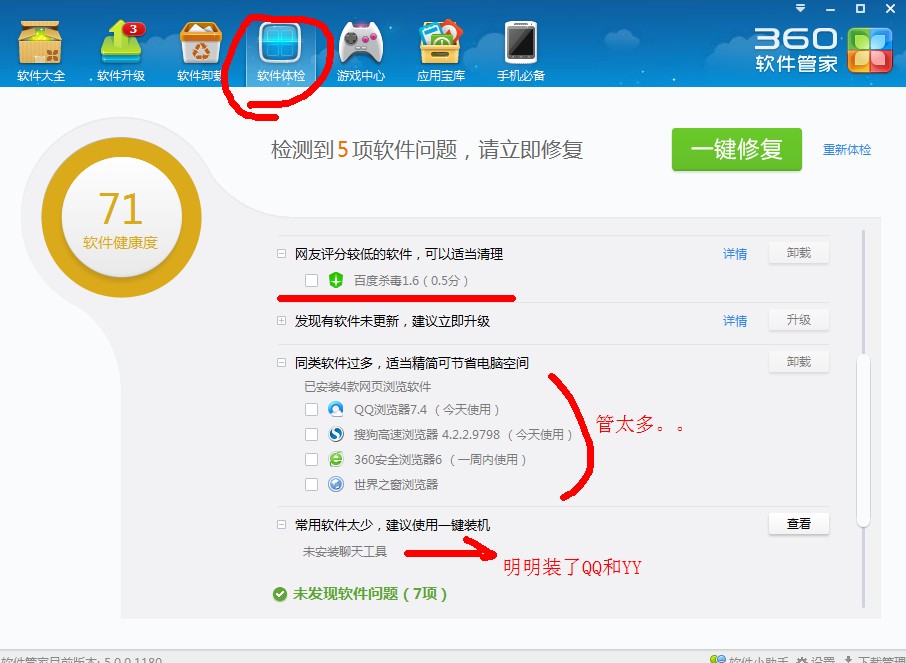 软件大全
3
软件升级
软件卸载
软件体检
游戏中心
应用宝库
手机必备
360
软件管家
检测到5项软件问题，请立即修复
一键修复
重新体检
71
软件健康度
网友评分较低的软件，可以适当清理
详情
卸载
百度杀毒1.6（0.5分）
发现有软件未更新，建议立即升级
详情
升级
同类软件过多，适当精简可节省电脑空间
卸载
已安装4款网页浏览软件
QQ浏览器7.4（今天使用）
搜狗高速浏览器 4.2.2.9798（今天使用）
360安全浏览器6（一周内使用）
世界之窗浏览器
管太多。。
常用软件太少，建议使用一键装机
查看
未安装聊天工具
明明装了QQ和YY
未发现软件问题（7项）
软件管家目前版本: 5.0.0.1180
软件小助手
设置
下载管理